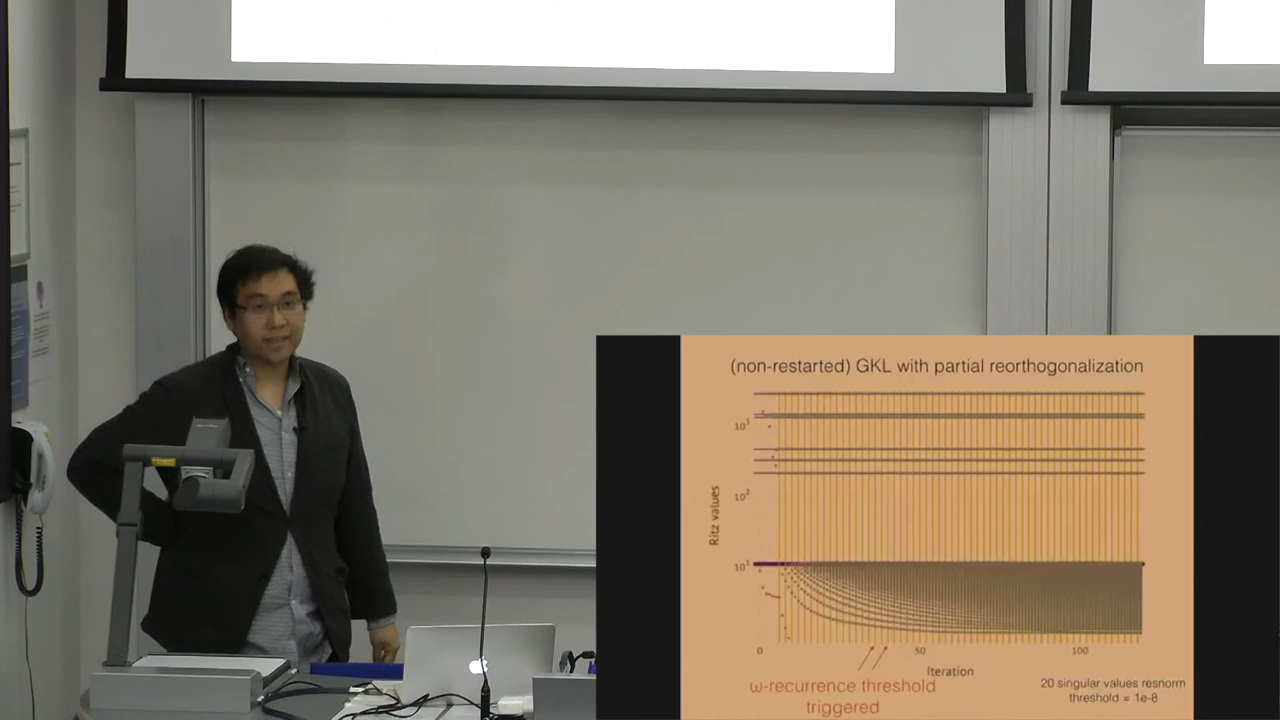 (non-restarted) GKL with partial reorthogonalization
10³
10²
10¹
Ritz values
0
50
100
Iteration
ω-recurrence threshold
triggered
20 singular values resnorm
threshold = 1e-8